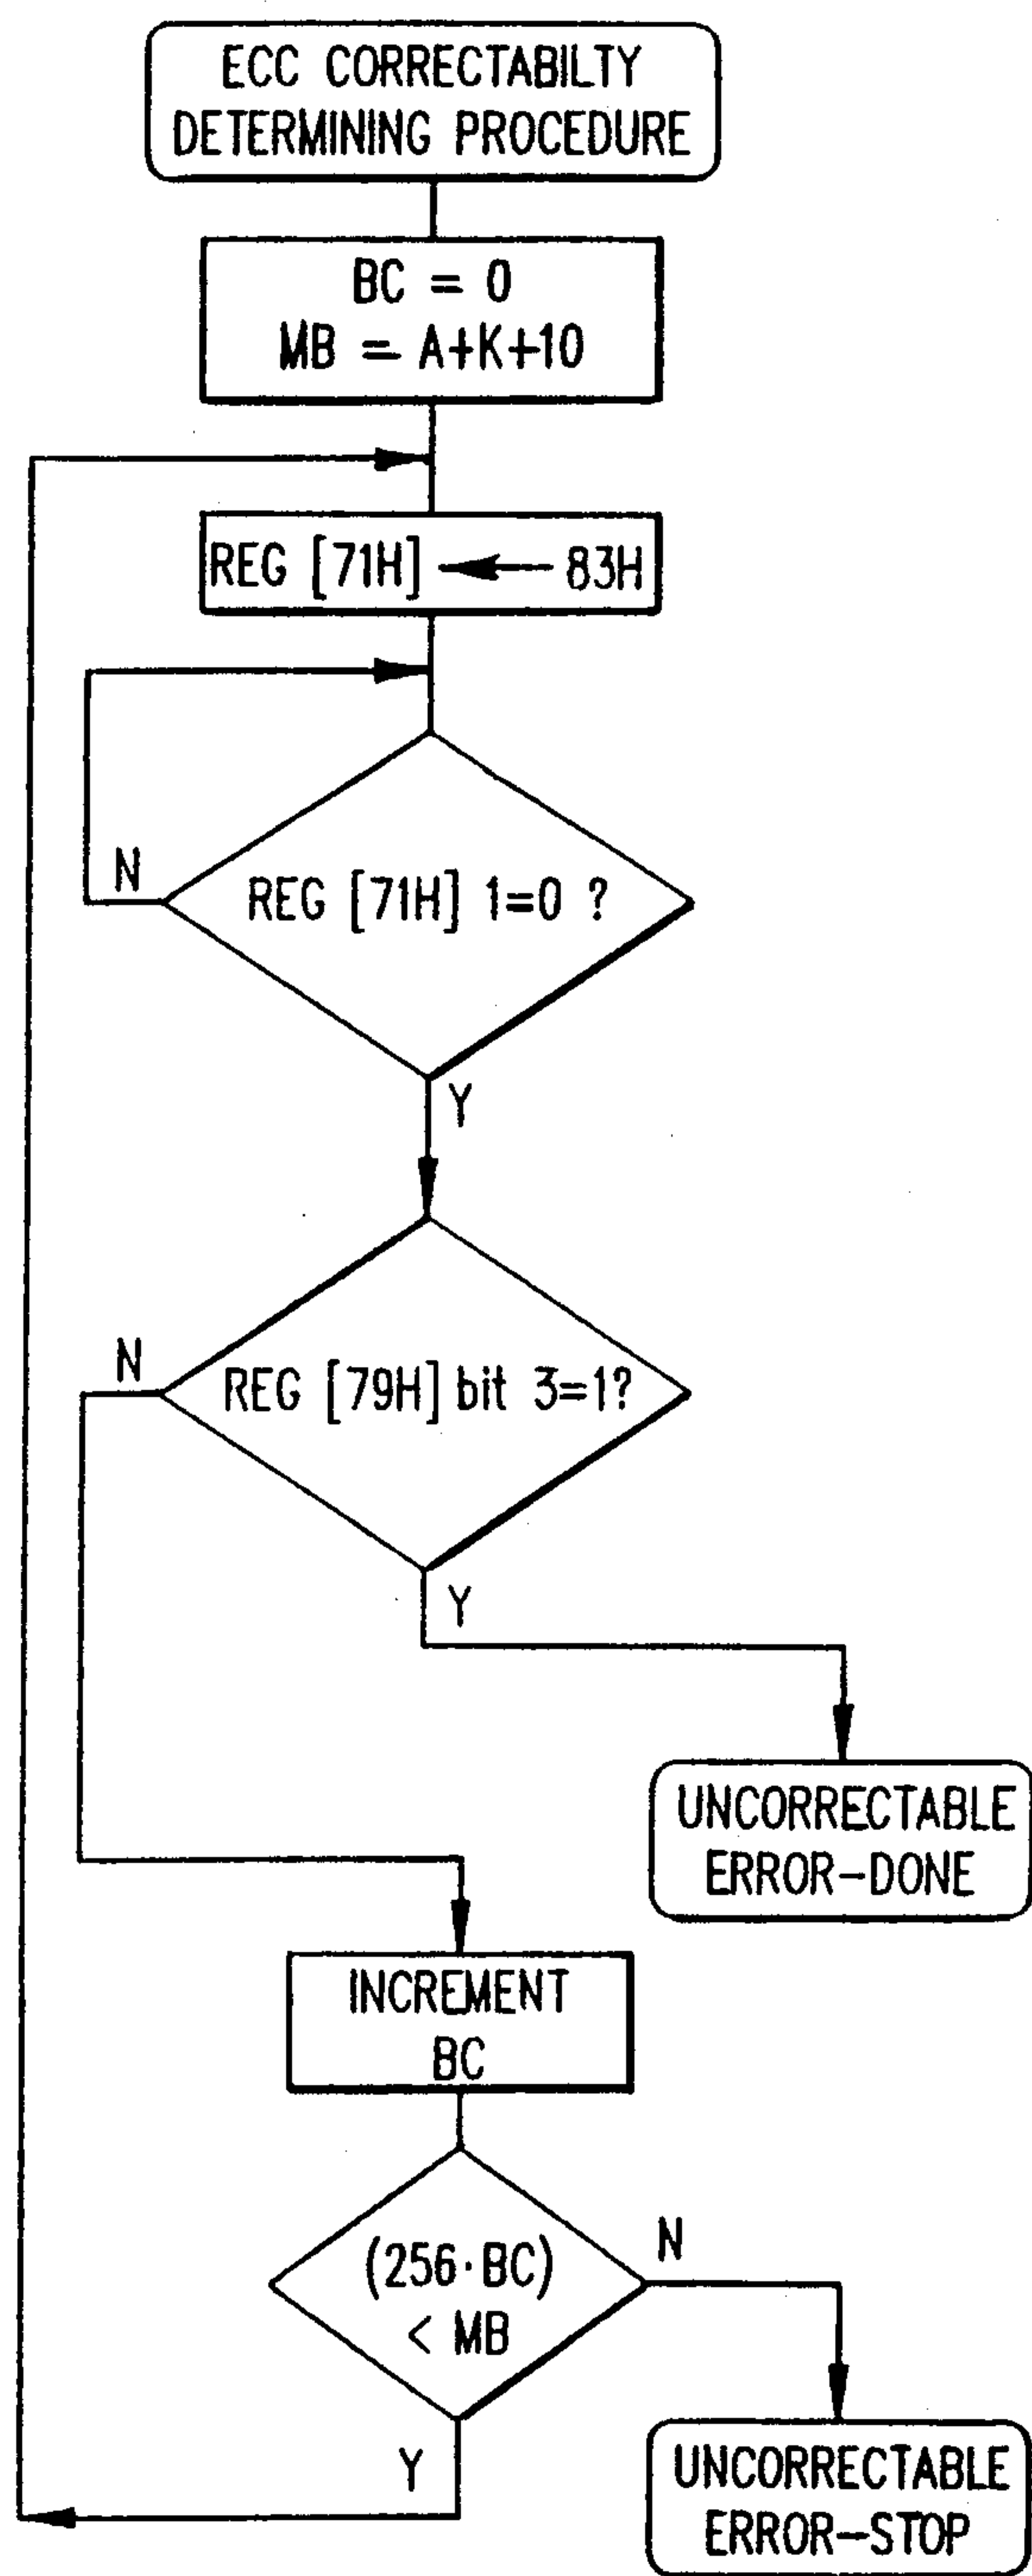 ECC CORRECTABILTY
DETERMINING PROCEDURE
BC = 0
MB = A+K+10
REG [71H] ← 83H
N
REG [71H] 1=0 ?
Y
N
REG [79H] bit 3=1?
Y
UNCORRECTABLE
ERROR-DONE
INCREMENT
BC
(256·BC)
< MB
N
Y
UNCORRECTABLE
ERROR-STOP